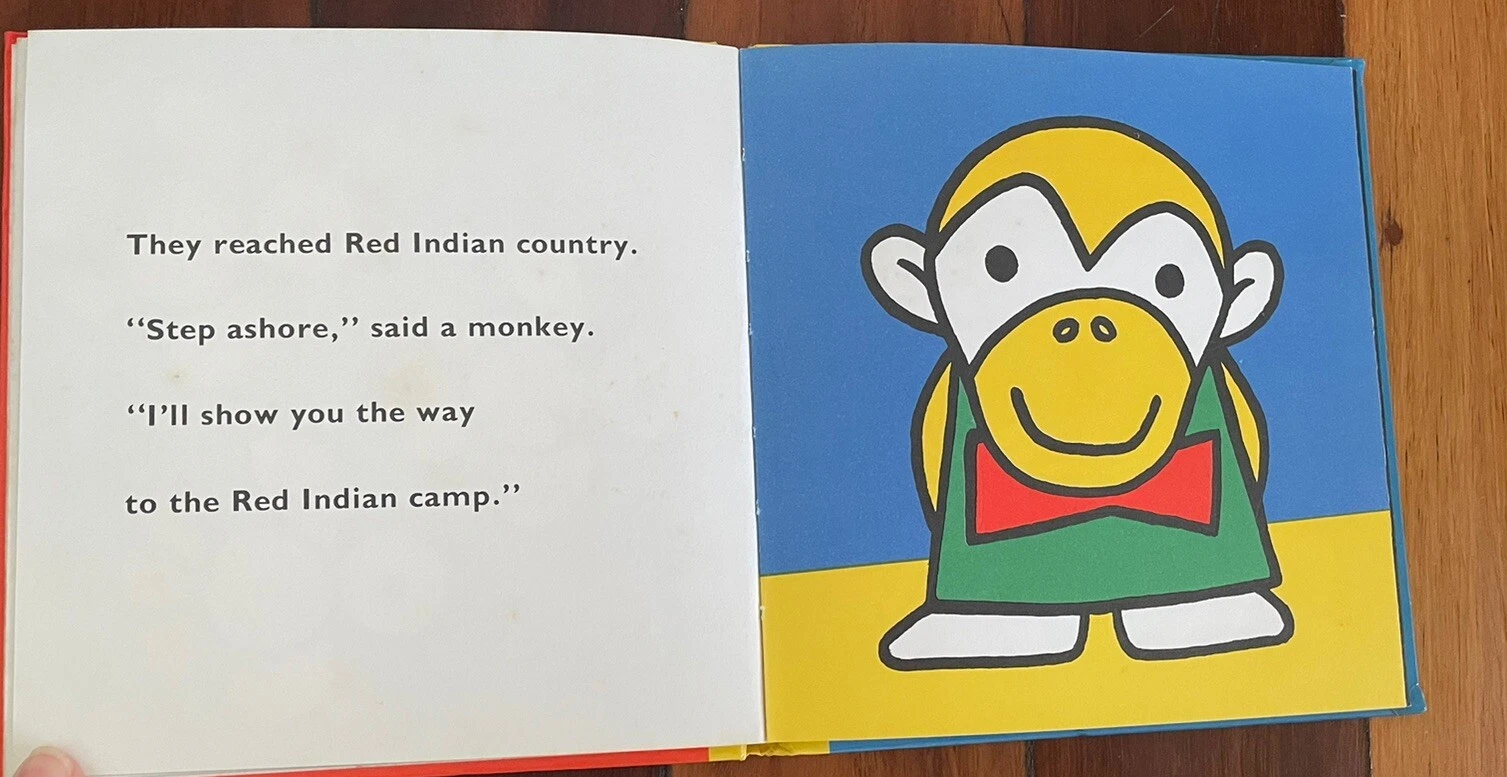 They reached Red Indian country.
“Step ashore,” said a monkey.
“I’ll show you the way
to the Red Indian camp.”